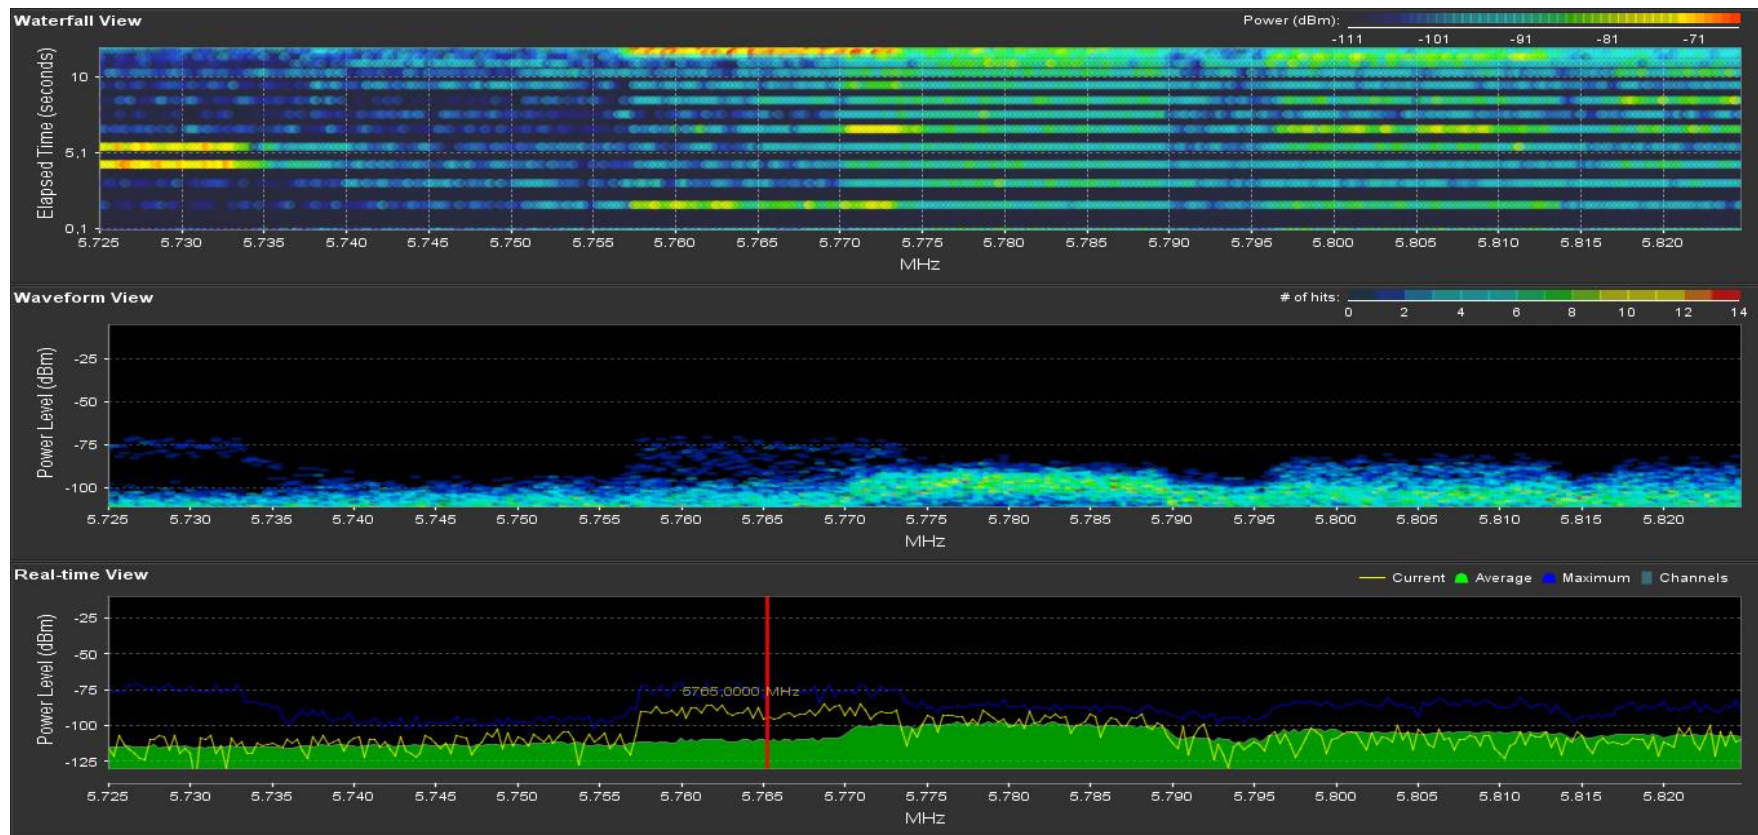 Waterfall View
Power (dBm):
-111 -101 -91 -81 -71
Elapsed Time (seconds)
10
5,1
0,1
5.725 5.730 5.735 5.740 5.745 5.750 5.755 5.760 5.765 5.770 5.775 5.780 5.785 5.790 5.795 5.800 5.805 5.810 5.815 5.820
MHz
Waveform View
# of hits:
0 2 4 6 8 10 12 14
Power Level (dBm)
-25
-50
-75
-100
5.725 5.730 5.735 5.740 5.745 5.750 5.755 5.760 5.765 5.770 5.775 5.780 5.785 5.790 5.795 5.800 5.805 5.810 5.815 5.820
MHz
Real-time View
Current Average Maximum Channels
Power Level (dBm)
-25
-50
-75
5765,0000 MHz
-100
-125
5.725 5.730 5.735 5.740 5.745 5.750 5.755 5.760 5.765 5.770 5.775 5.780 5.785 5.790 5.795 5.800 5.805 5.810 5.815 5.820
MHz